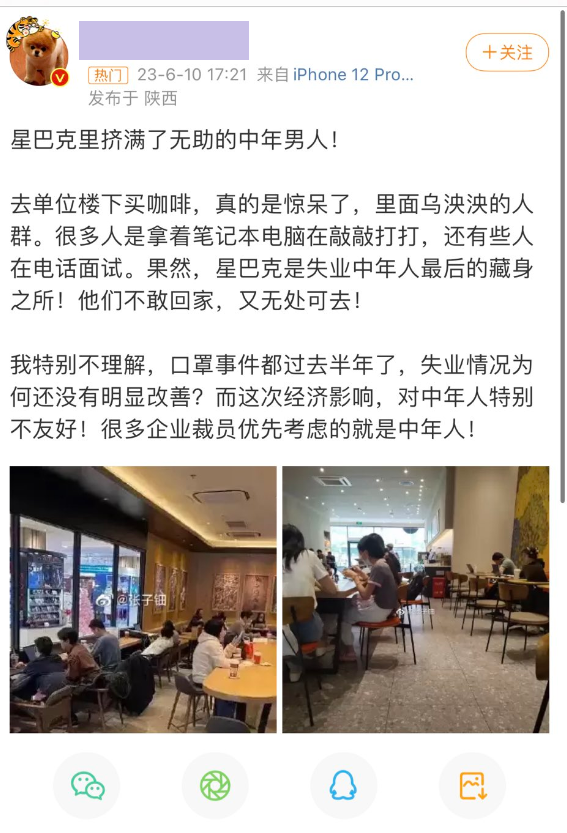 热门 23-6-10 17:21 来自 iPhone 12 Pro...
+关注
发布于 陕西
星巴克里挤满了无助的中年男人！
去单位楼下买咖啡，真的是惊呆了，里面乌泱泱的人
群。很多人是拿着笔记本电脑在敲敲打打，还有些人
在电话面试。果然，星巴克是失业中年人最后的藏身
之所！他们不敢回家，又无处可去！
我特别不理解，口罩事件都过去半年了，失业情况为
何还没有明显改善？而这次经济影响，对中年人特别
不友好！很多企业裁员优先考虑的就是中年人！
@张子钿